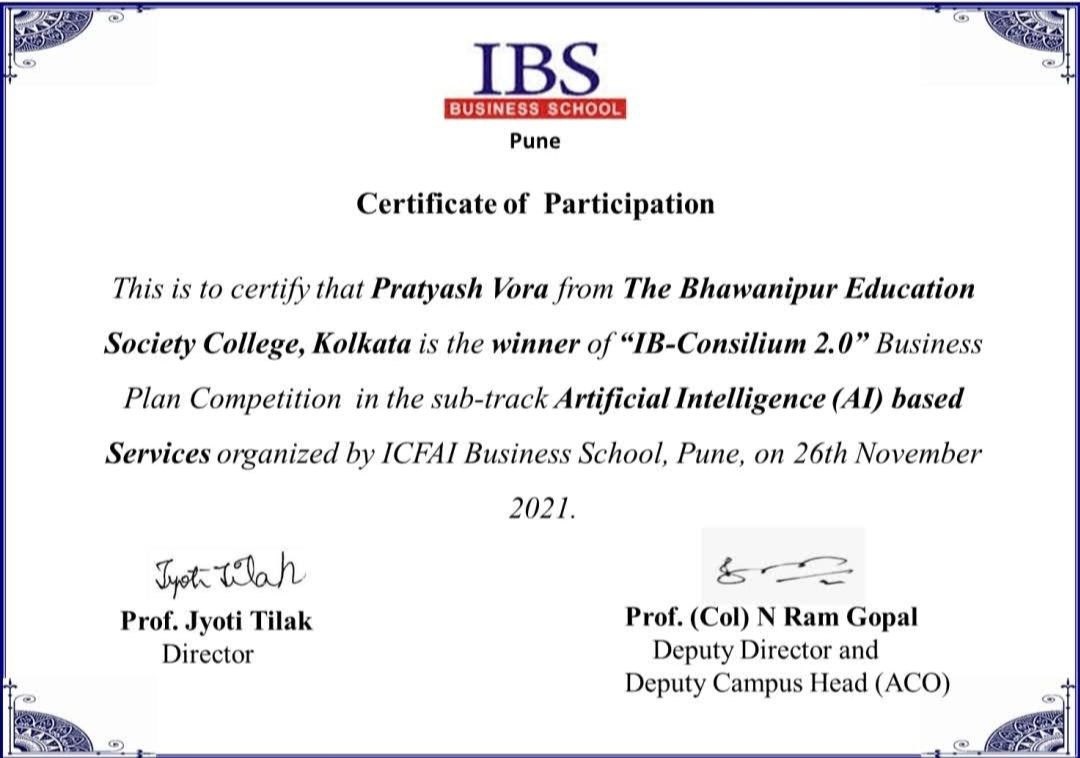 IBS
BUSINESS SCHOOL
Pune
Certificate of Participation
This is to certify that Pratyash Vora from The Bhawanipur Education
Society College, Kolkata is the winner of “IB-Consilium 2.0” Business
Plan Competition in the sub-track Artificial Intelligence (AI) based
Services organized by ICFAI Business School, Pune, on 26th November
2021.
Jyoti Tilak
Prof. Jyoti Tilak
Director
Prof. (Col) N Ram Gopal
Deputy Director and
Deputy Campus Head (ACO)